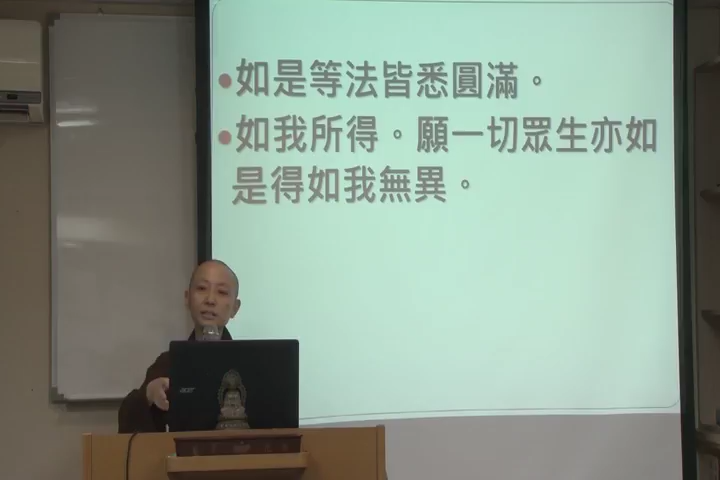 如是等法皆悉圓滿。
如我所得。願一切眾生亦如
是得如我無異。
acer